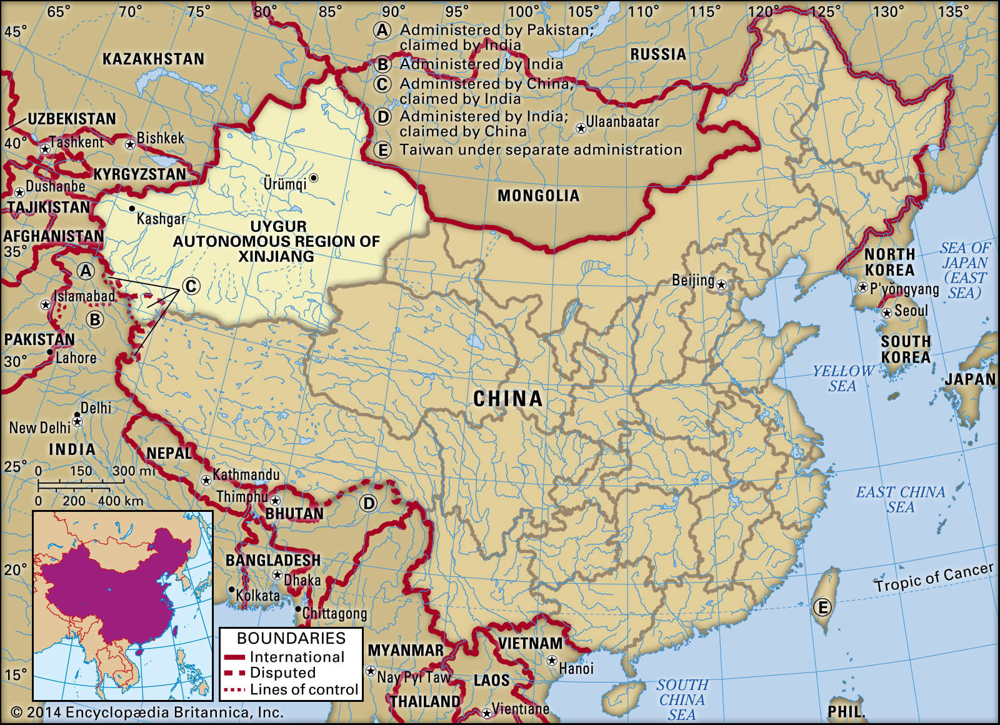 65°
70°
75°
80°
85°
90°
95°
100°
105°
110°
115°
120°
125°
130°
135°
45°
40°
35°
30°
25°
20°
15°
A Administered by Pakistan;
claimed by India
B Administered by India
C Administered by China;
claimed by India
D Administered by India;
claimed by China
E Taiwan under separate administration
RUSSIA
KAZAKHSTAN
UZBEKISTAN
Tashkent
Bishkek
KYRGYZSTAN
Dushanbe
TAJIKISTAN
AFGHANISTAN
Ulaanbaatar
MONGOLIA
Ürümqi
Kashgar
UYGUR
AUTONOMOUS REGION OF
XINJIANG
A
B
C
Islamabad
PAKISTAN
Lahore
Delhi
New Delhi
INDIA
NEPAL
Kathmandu
Thimphu
BHUTAN
D
BANGLADESH
Dhaka
Kolkata
Chittagong
CHINA
Beijing
NORTH
KOREA
P'yŏngyang
Seoul
SOUTH
KOREA
SEA OF
JAPAN
(EAST
SEA)
YELLOW
SEA
JAPAN
EAST CHINA
SEA
Tropic of Cancer
E
MYANMAR
Nay Pyi Taw
THAILAND
VIETNAM
Hanoi
LAOS
Vientiane
SOUTH
CHINA
SEA
PHIL.
0 150 300 mi
0 200 400 km
BOUNDARIES
International
Disputed
Lines of control
© 2014 Encyclopædia Britannica, Inc.